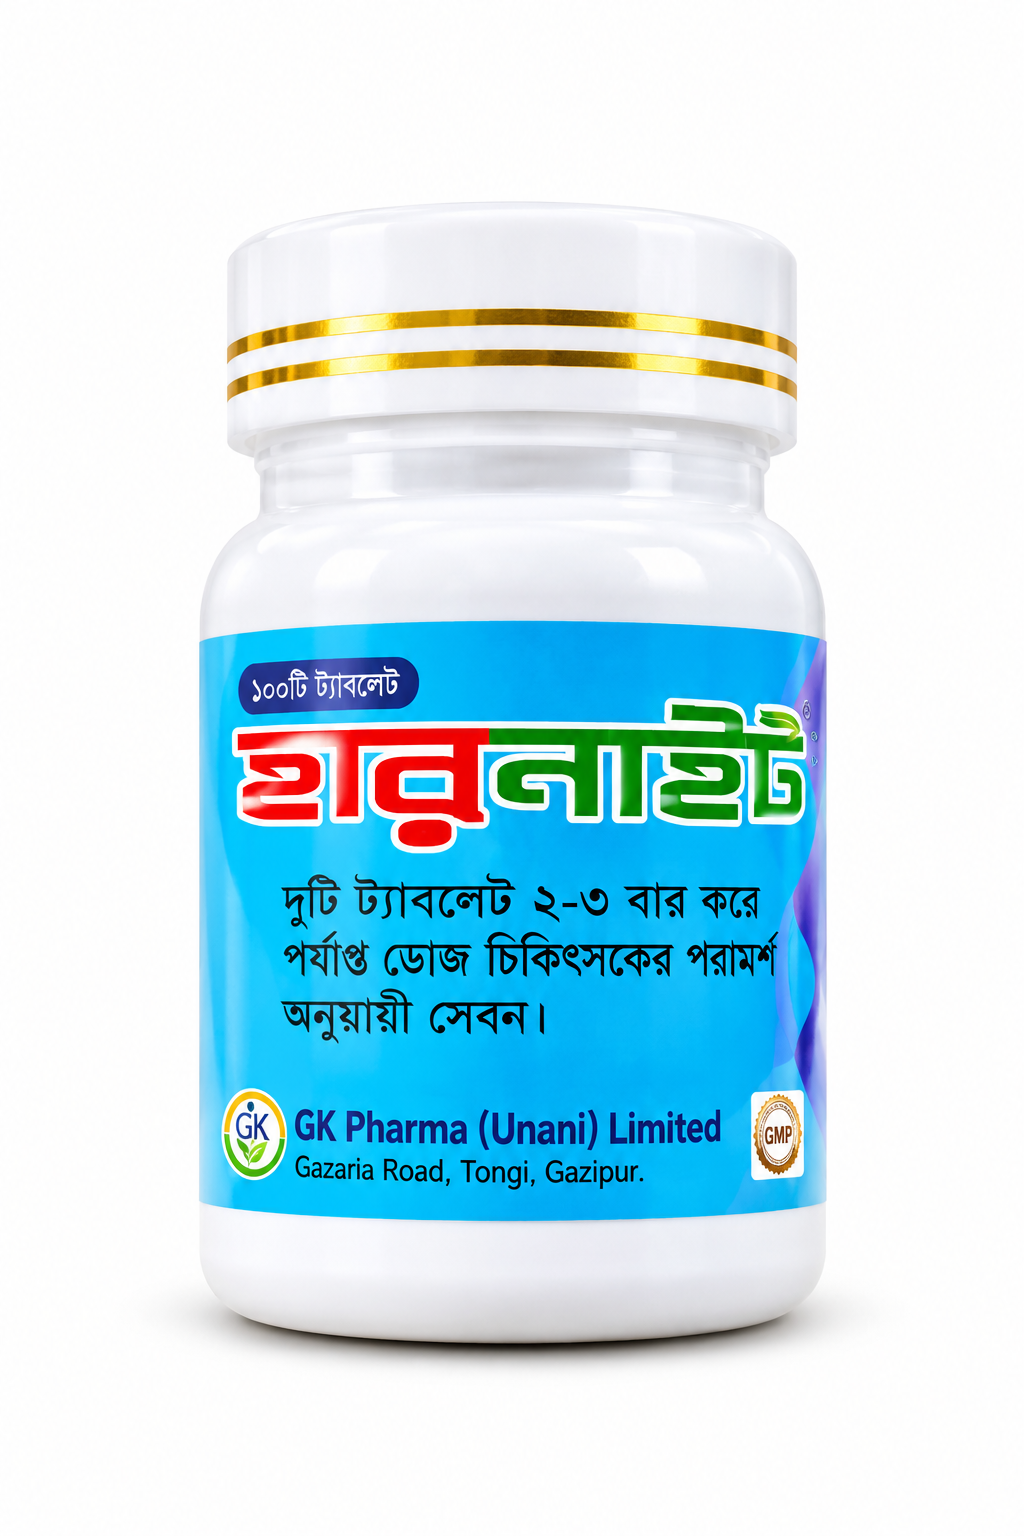 ১০০টি ট্যাবলেট
হারনাইট
দুটি ট্যাবলেট ২-৩ বার করে
পর্যাপ্ত ডোজ চিকিৎসকের পরামর্শ
অনুয়ায়ী সেবন।
GK
GK Pharma (Unani) Limited
Gazaria Road, Tongi, Gazipur.
GMP